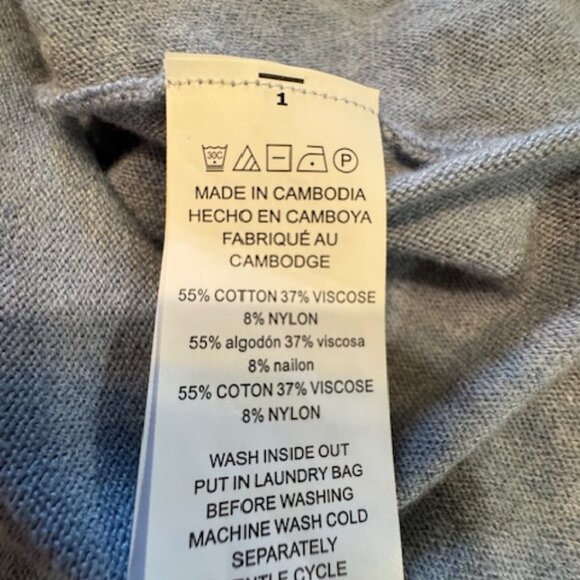 1
30C
P
MADE IN CAMBODIA
HECHO EN CAMBOYA
FABRIQUÉ AU
CAMBODGE
55% COTTON 37% VISCOSE
8% NYLON
55% algodón 37% viscosa
8% nailon
55% COTON 37% VISCOSE
8% NYLON
WASH INSIDE OUT
PUT IN LAUNDRY BAG
BEFORE WASHING
MACHINE WASH COLD
SEPARATELY
CYCLE